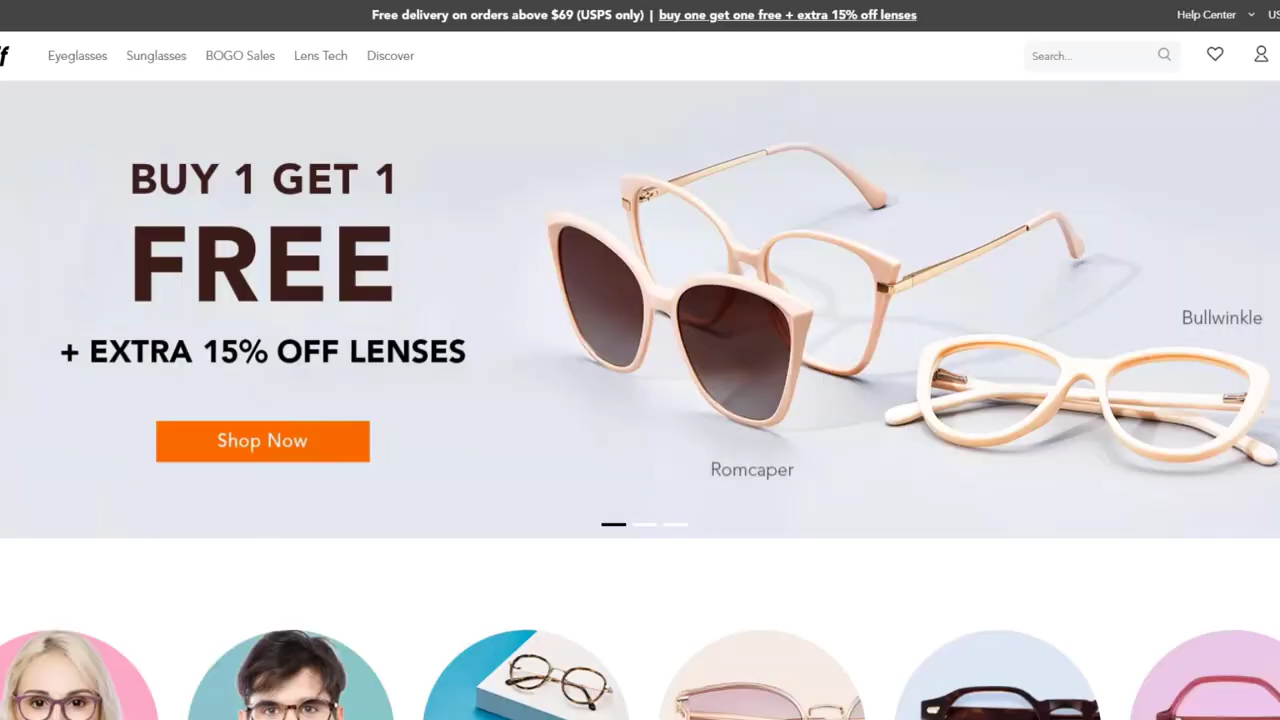 Free delivery on orders above $69 (USPS only) | buy one get one free + extra 15% off lenses
Help Center
US
ff
Eyeglasses
Sunglasses
BOGO Sales
Lens Tech
Discover
Search...
BUY 1 GET 1
FREE
+ EXTRA 15% OFF LENSES
Shop Now
Bullwinkle
Romcaper